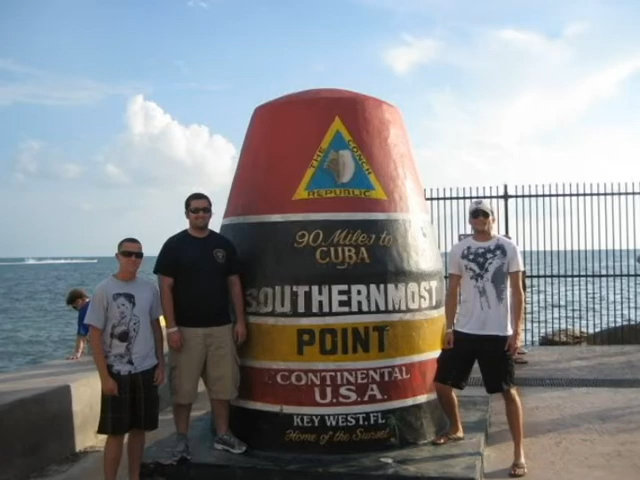 THE CONCH
REPUBLIC
90 Miles to
CUBA
SOUTHERNMOST
POINT
CONTINENTAL
U.S.A.
KEY WEST, FL
Home of the Sunset